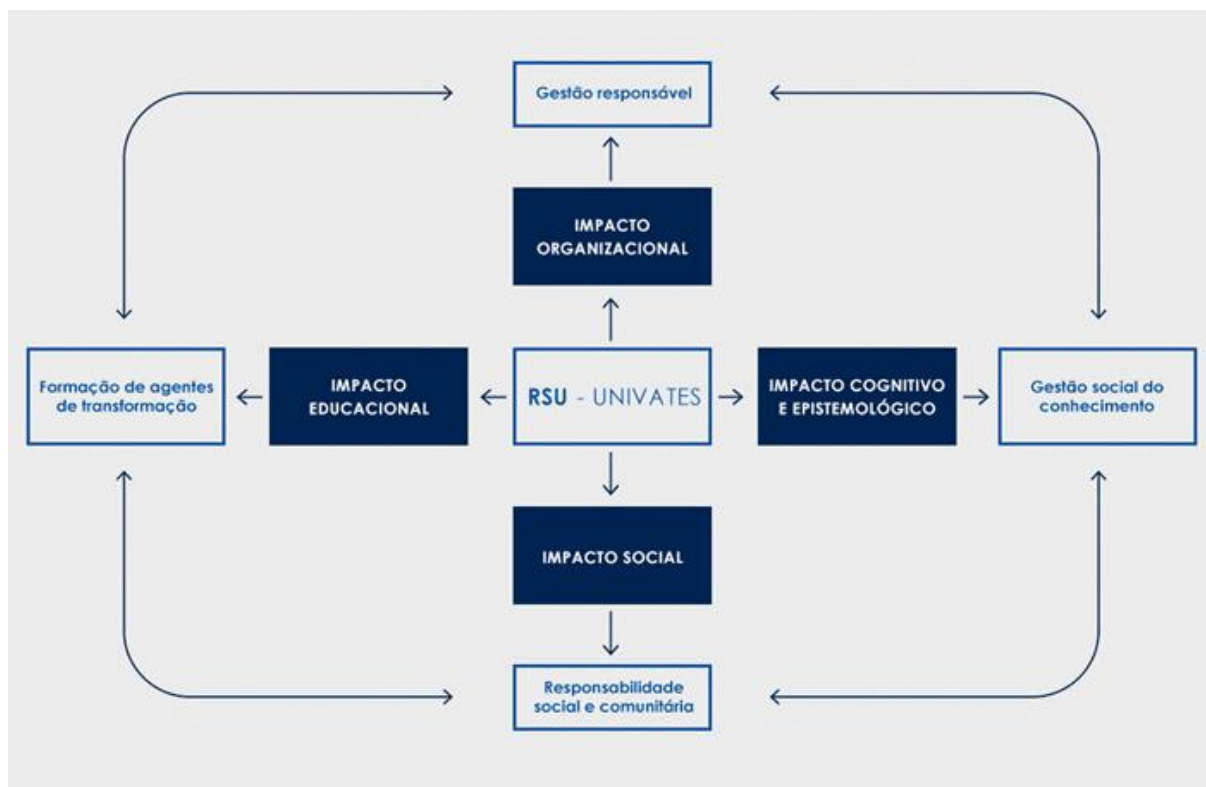 Gestão responsável
IMPACTO
ORGANIZACIONAL
Formação de agentes
de transformação
IMPACTO
EDUCACIONAL
RSU - UNIVATES
IMPACTO COGNITIVO
E EPISTEMOLÓGICO
Gestão social do
conhecimento
IMPACTO SOCIAL
Responsabilidade
social e comunitária